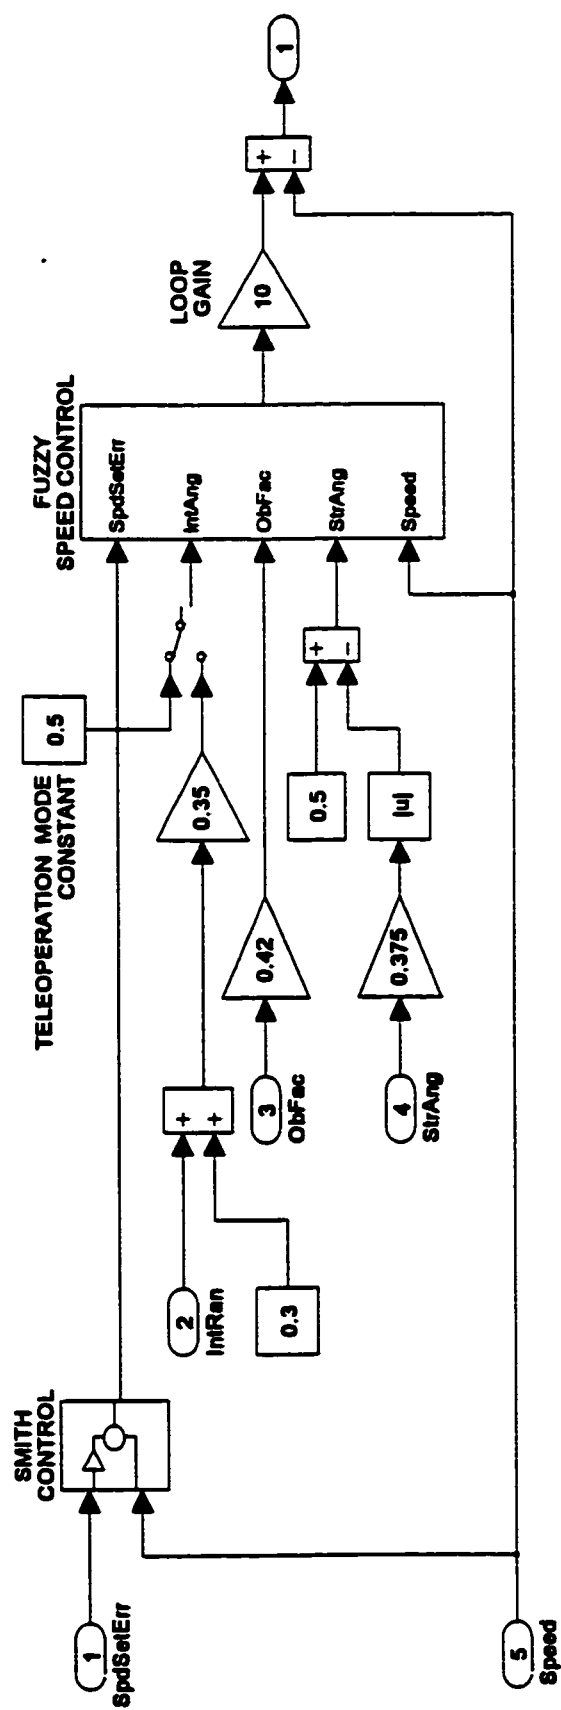 SMITH
CONTROL
1
SpdSetErr
2
IntRan
0.3
+
+
TELEOPERATION MODE
CONSTANT
0.5
0.35
3
ObFac
0.42
4
StrAng
0.375
|u|
0.5
+
−
FUZZY
SPEED CONTROL
SpdSetErr
IntAng
ObFac
StrAng
Speed
LOOP
GAIN
10
+
−
1
5
Speed